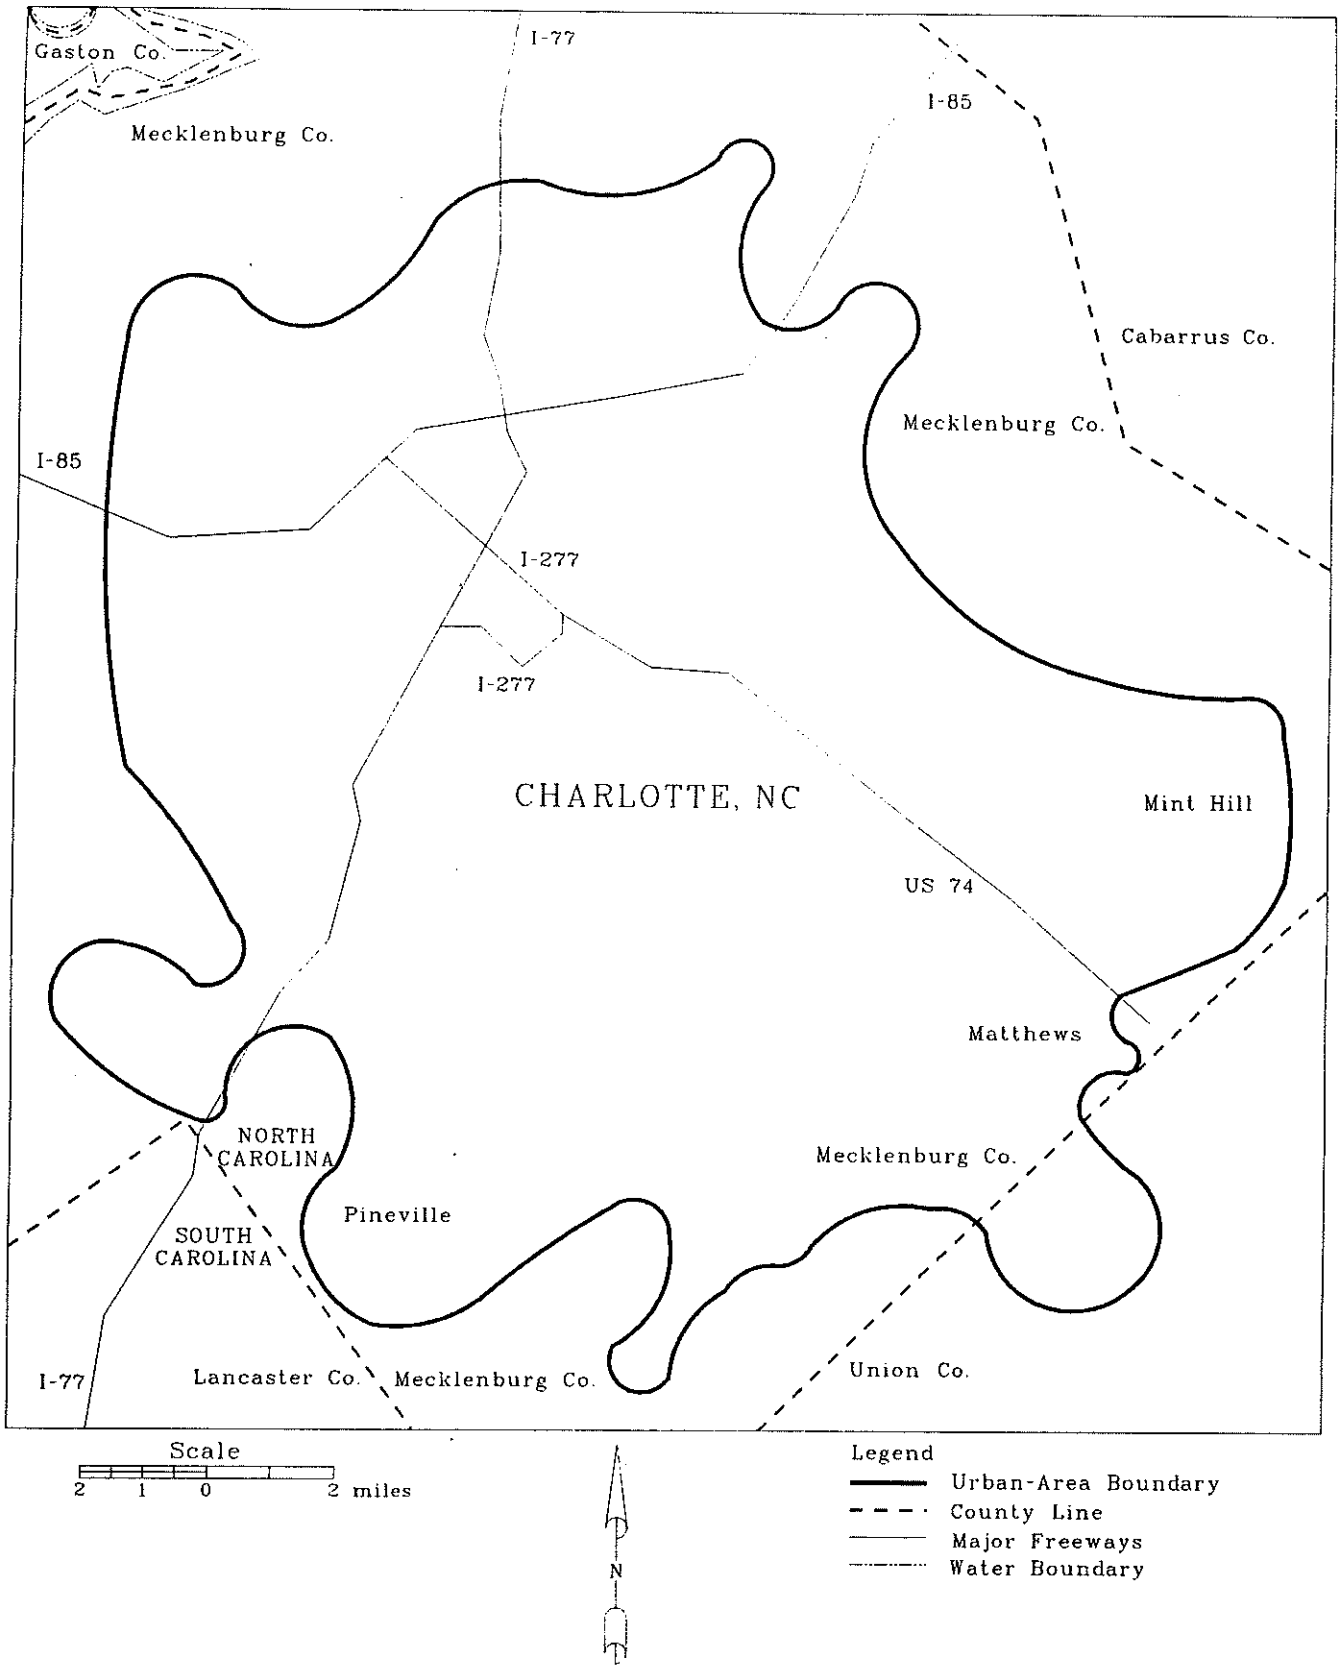 I-77
Gaston Co.
I-85
Mecklenburg Co.
Cabarrus Co.
Mecklenburg Co.
I-85
I-277
I-277
CHARLOTTE, NC
Mint Hill
US 74
Matthews
NORTH
CAROLINA
Mecklenburg Co.
Pineville
SOUTH
CAROLINA
Union Co.
I-77
Lancaster Co.
Mecklenburg Co.
Scale
2 1 0 2 miles
N
Legend
Urban-Area Boundary
County Line
Major Freeways
Water Boundary